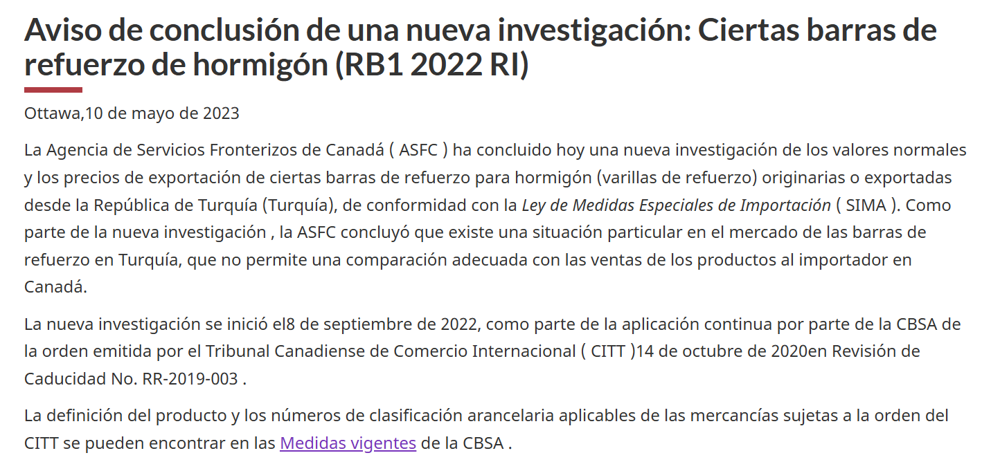 Aviso de conclusión de una nueva investigación: Ciertas barras de
refuerzo de hormigón (RB1 2022 RI)
Ottawa,10 de mayo de 2023
La Agencia de Servicios Fronterizos de Canadá ( ASFC ) ha concluido hoy una nueva investigación de los valores normales
y los precios de exportación de ciertas barras de refuerzo para hormigón (varillas de refuerzo) originarias o exportadas
desde la República de Turquía (Turquía), de conformidad con la Ley de Medidas Especiales de Importación ( SIMA ). Como
parte de la nueva investigación , la ASFC concluyó que existe una situación particular en el mercado de las barras de
refuerzo en Turquía, que no permite una comparación adecuada con las ventas de los productos al importador en
Canadá.
La nueva investigación se inició el8 de septiembre de 2022, como parte de la aplicación continua por parte de la CBSA de
la orden emitida por el Tribunal Canadiense de Comercio Internacional ( CITT )14 de octubre de 2020en Revisión de
Caducidad No. RR-2019-003 .
La definición del producto y los números de clasificación arancelaria aplicables de las mercancías sujetas a la orden del
CITT se pueden encontrar en las Medidas vigentes de la CBSA .